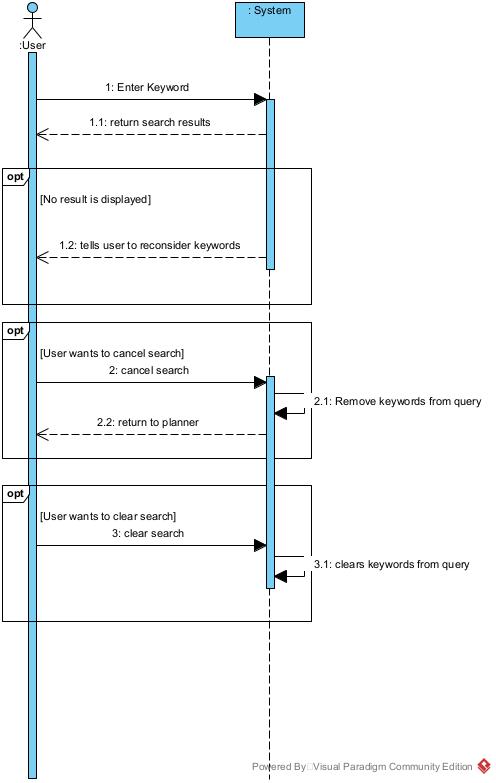 : System
:User
1: Enter Keyword
1.1: return search results
opt
[No result is displayed]
1.2: tells user to reconsider keywords
opt
[User wants to cancel search]
2: cancel search
2.1: Remove keywords from query
2.2: return to planner
opt
[User wants to clear search]
3: clear search
3.1: clears keywords from query
Powered By Visual Paradigm Community Edition